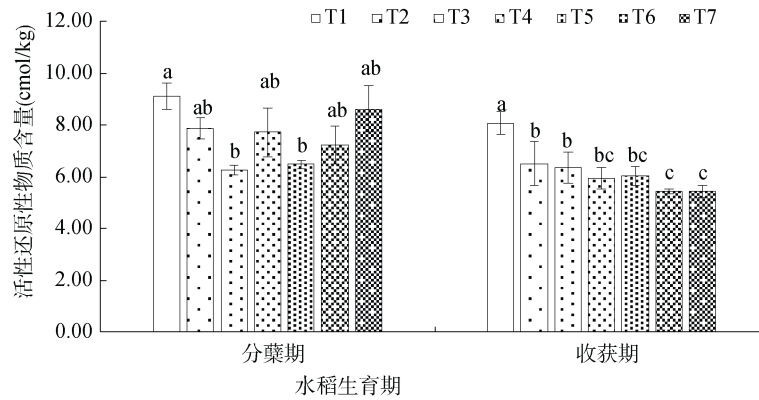 T1 T2 T3 T4 T5 T6 T7
活性还原性物质含量(cmol/kg)
12.00
10.00
8.00
6.00
4.00
2.00
0.00
a ab b ab b ab ab
a b b bc bc c c
分蘖期 收获期
水稻生育期